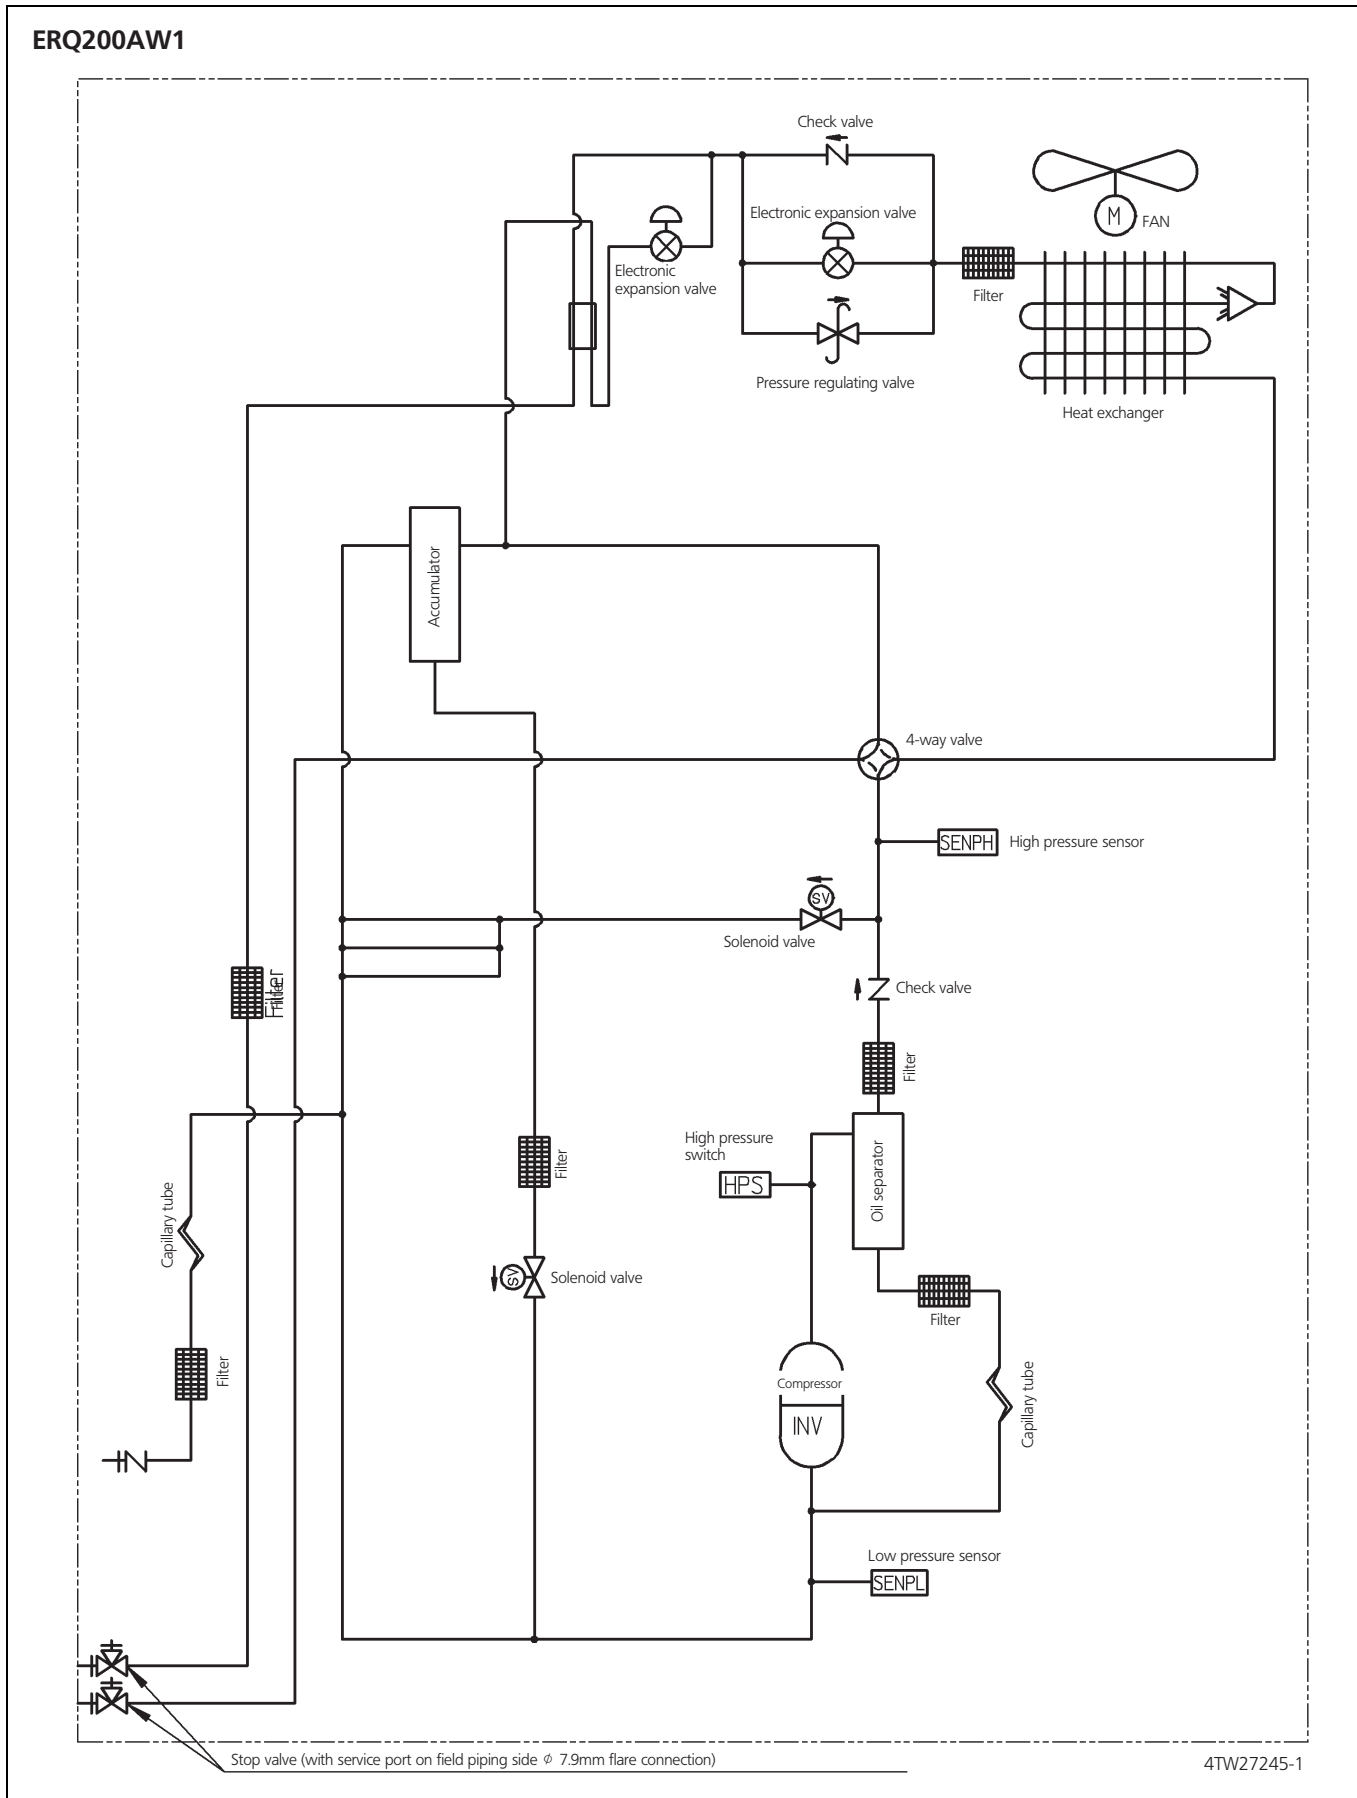 ERQ200AW1
Check valve
Electronic expansion valve
M
FAN
Electronic
expansion valve
Filter
Pressure regulating valve
Heat exchanger
Accumulator
4-way valve
SENPH
High pressure sensor
SV
Solenoid valve
Filter
Filter
Check valve
Filter
High pressure
switch
HPS
Oil separator
Filter
Capillary tube
SV
Solenoid valve
Filter
Filter
Compressor
INV
Capillary tube
Low pressure sensor
SENPL
Stop valve (with service port on field piping side ϕ 7.9mm flare connection)
4TW27245-1